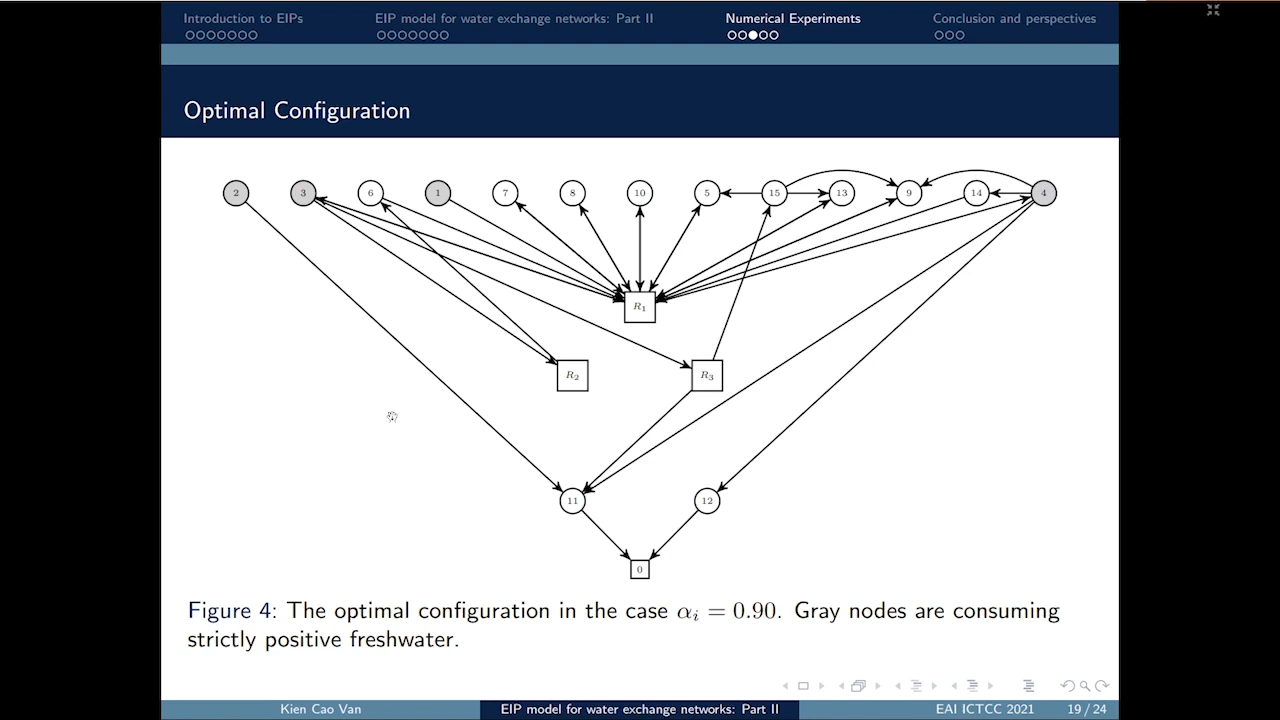 Introduction to EIPs EIP model for water exchange networks: Part II Numerical Experiments Conclusion and perspectives
Optimal Configuration
2 3 6 1 7 8 10 5 15 13 9 14 4
R₁
R₂ R₃
11 12
0
Figure 4: The optimal configuration in the case αᵢ = 0.90. Gray nodes are consuming
strictly positive freshwater.
Kien Cao Van EIP model for water exchange networks: Part II EAI ICTCC 2021 19 / 24